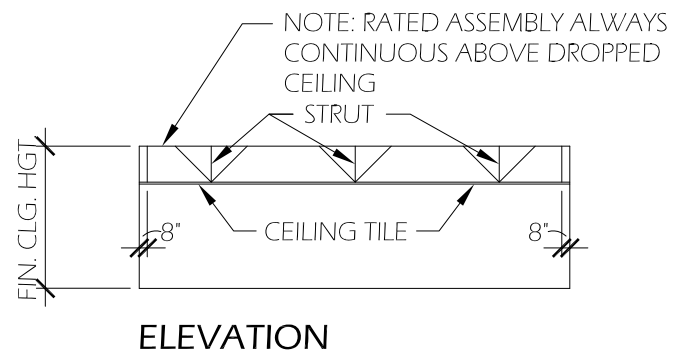 NOTE: RATED ASSEMBLY ALWAYS
CONTINUOUS ABOVE DROPPED
CEILING
STRUT
FIN. CLG. HGT
8"
CEILING TILE
8"
ELEVATION